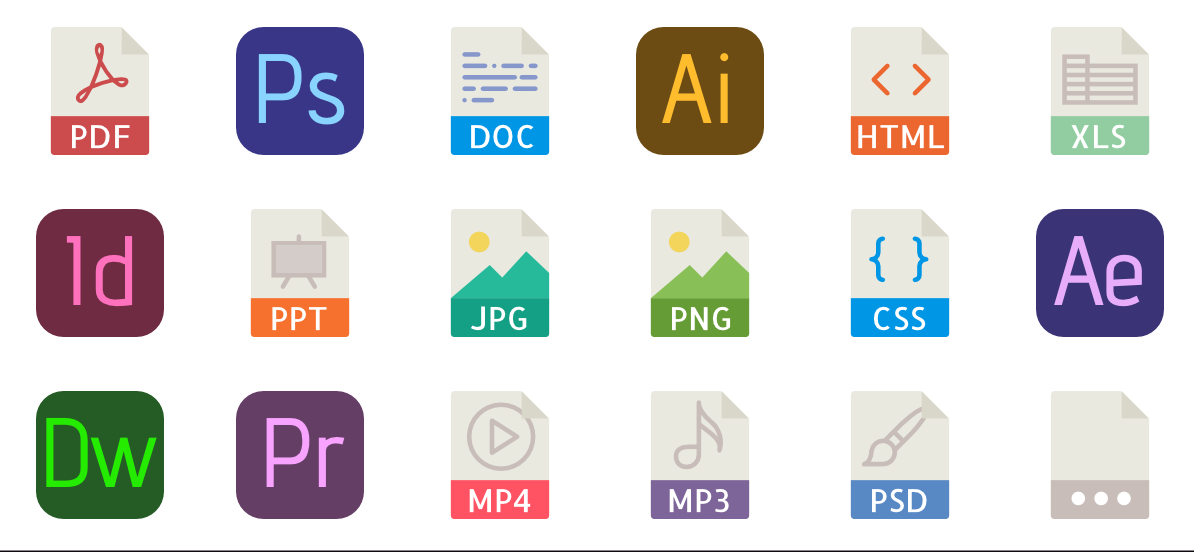 PDF
Ps
DOC
Ai
HTML
XLS
Id
PPT
JPG
PNG
CSS
Ae
Dw
Pr
MP4
MP3
PSD